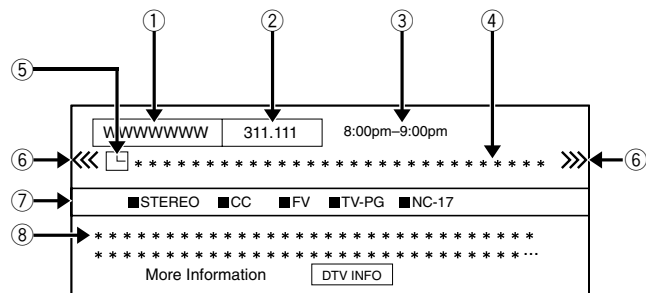 ① ② ③ ④
⑤
WWWWWWW 311.111 8:00pm–9:00pm
⑥ <<< * * * * * * * * * * * * * * * * * * * * * * * * * * * >>> ⑥
⑦ ■STEREO ■CC ■FV ■TV-PG ■NC-17
⑧ * * * * * * * * * * * * * * * * * * * * * * * * * * * * *
* * * * * * * * * * * * * * * * * * * * * * * * * * * * ...
More Information DTV INFO